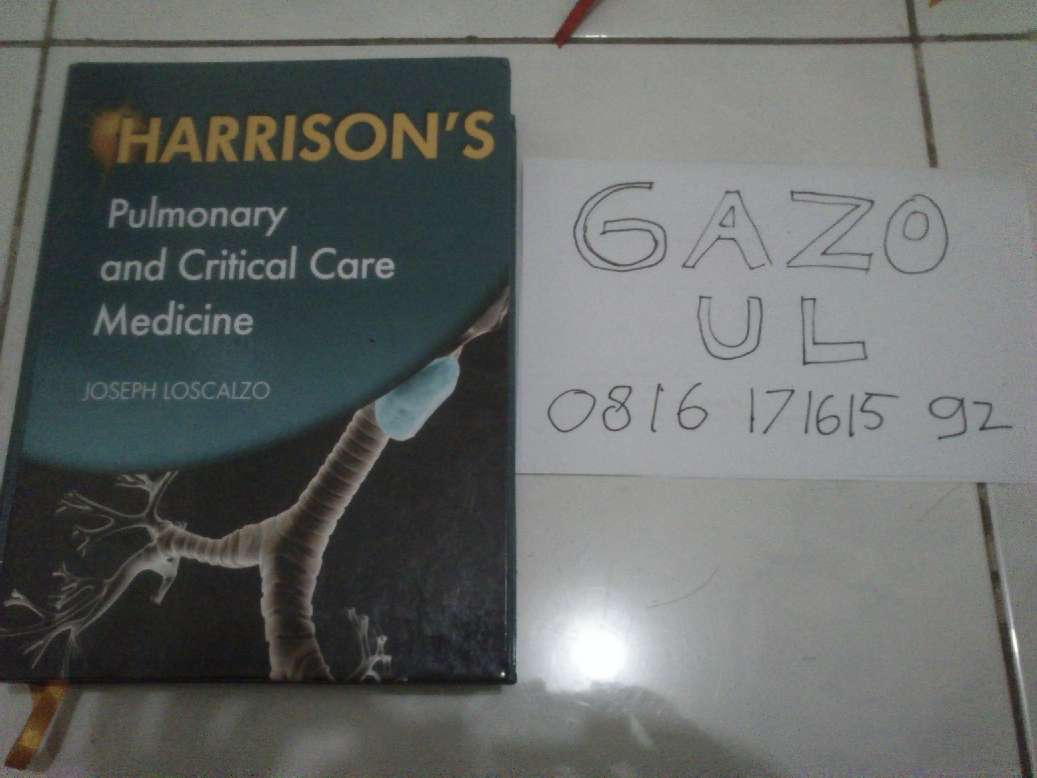 HARRISON'S
Pulmonary
and Critical Care
Medicine
JOSEPH LOSCALZO
GAZO
UL
0816 171615 92